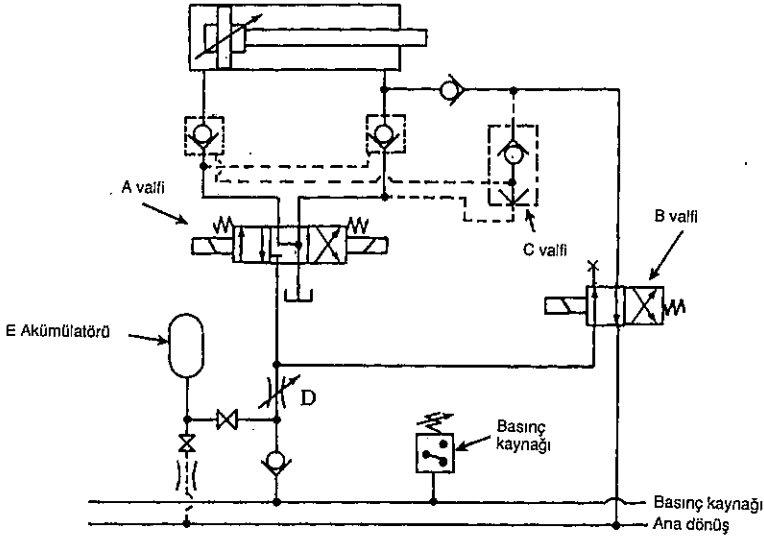 A valfi
B valfi
C valfi
E Akümülatörü
D
Basınç
kaynağı
Basınç kaynağı
Ana dönüş